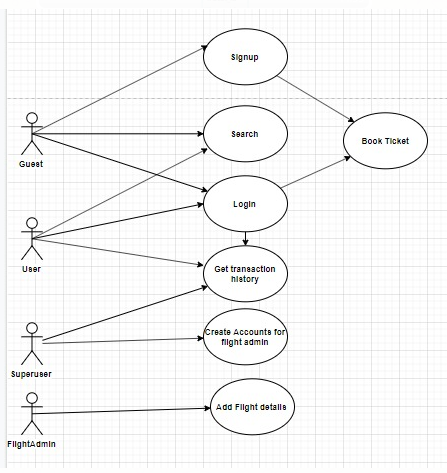 Signup
Search
Book Ticket
Guest
Login
User
Get transaction
history
Create Accounts for
flight admin
Superuser
Add Flight details
FlightAdmin